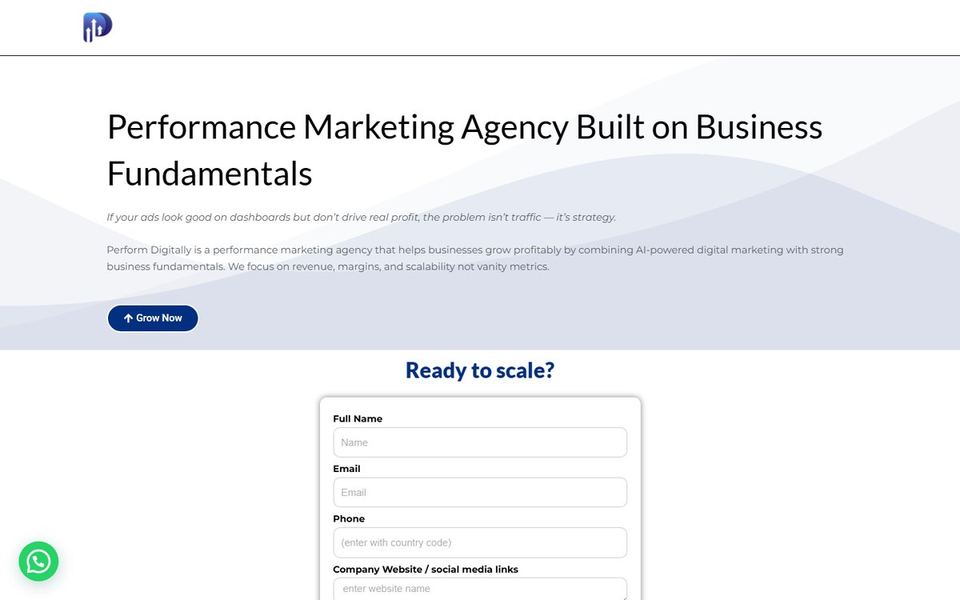 Performance Marketing Agency Built on Business
Fundamentals
If your ads look good on dashboards but don’t drive real profit, the problem isn’t traffic — it’s strategy.
Perform Digitally is a performance marketing agency that helps businesses grow profitably by combining AI-powered digital marketing with strong
business fundamentals. We focus on revenue, margins, and scalability not vanity metrics.
Grow Now
Ready to scale?
Full Name
Name
Email
Email
Phone
(enter with country code)
Company Website / social media links
enter website name